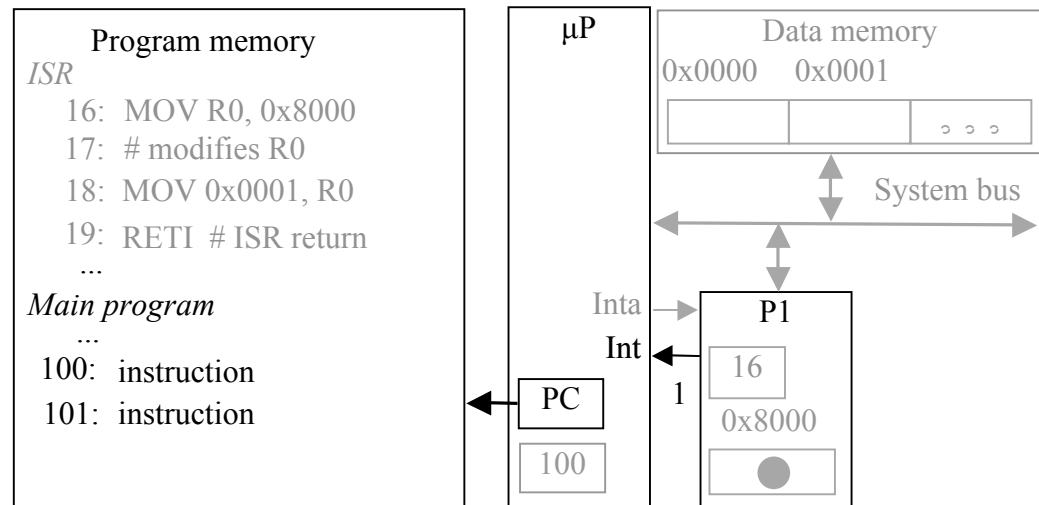 Program memory
ISR
16: MOV R0, 0x8000
17: # modifies R0
18: MOV 0x0001, R0
19: RETI # ISR return
...
Main program
...
100: instruction
101: instruction
μP
Inta
Int
PC
100
Data memory
0x0000 0x0001
System bus
P1
16
1
0x8000